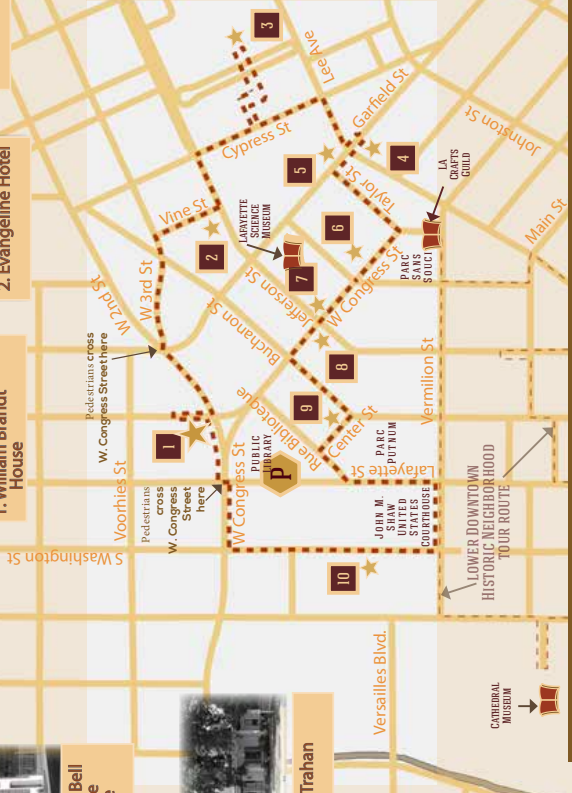 1. William Brandt
House
2. Evangeline Hotel
Bell
Trahan
3
Lee Ave
Garfield St
Johnston St
Cypress St
4
5
Taylor St
LA
CRAFTS
GUILD
Vine St
LAFAYETTE
SCIENCE
MUSEUM
2
6
7
Main St
PARC
SANS
SOUCI
W 2nd St
W 3rd St
Jefferson St
W Congress St
Buchanon St
Pedestrians cross
W. Congress Street here
8
Vermilion St
1
9
Rue Biblioteque
Center St
PUBLIC
LIBRARY
P
PARC
PUTNUM
Voorhies St
Pedestrians
cross
W. Congress
Street
here
W Congress St
Lafayette St
JOHN M.
SHAW
UNITED
STATES
COURTHOUSE
LOWER DOWNTOWN
HISTORIC NEIGHBORHOOD
TOUR ROUTE
S Washington St
10
Versailles Blvd.
CATHEDRAL
MUSEUM